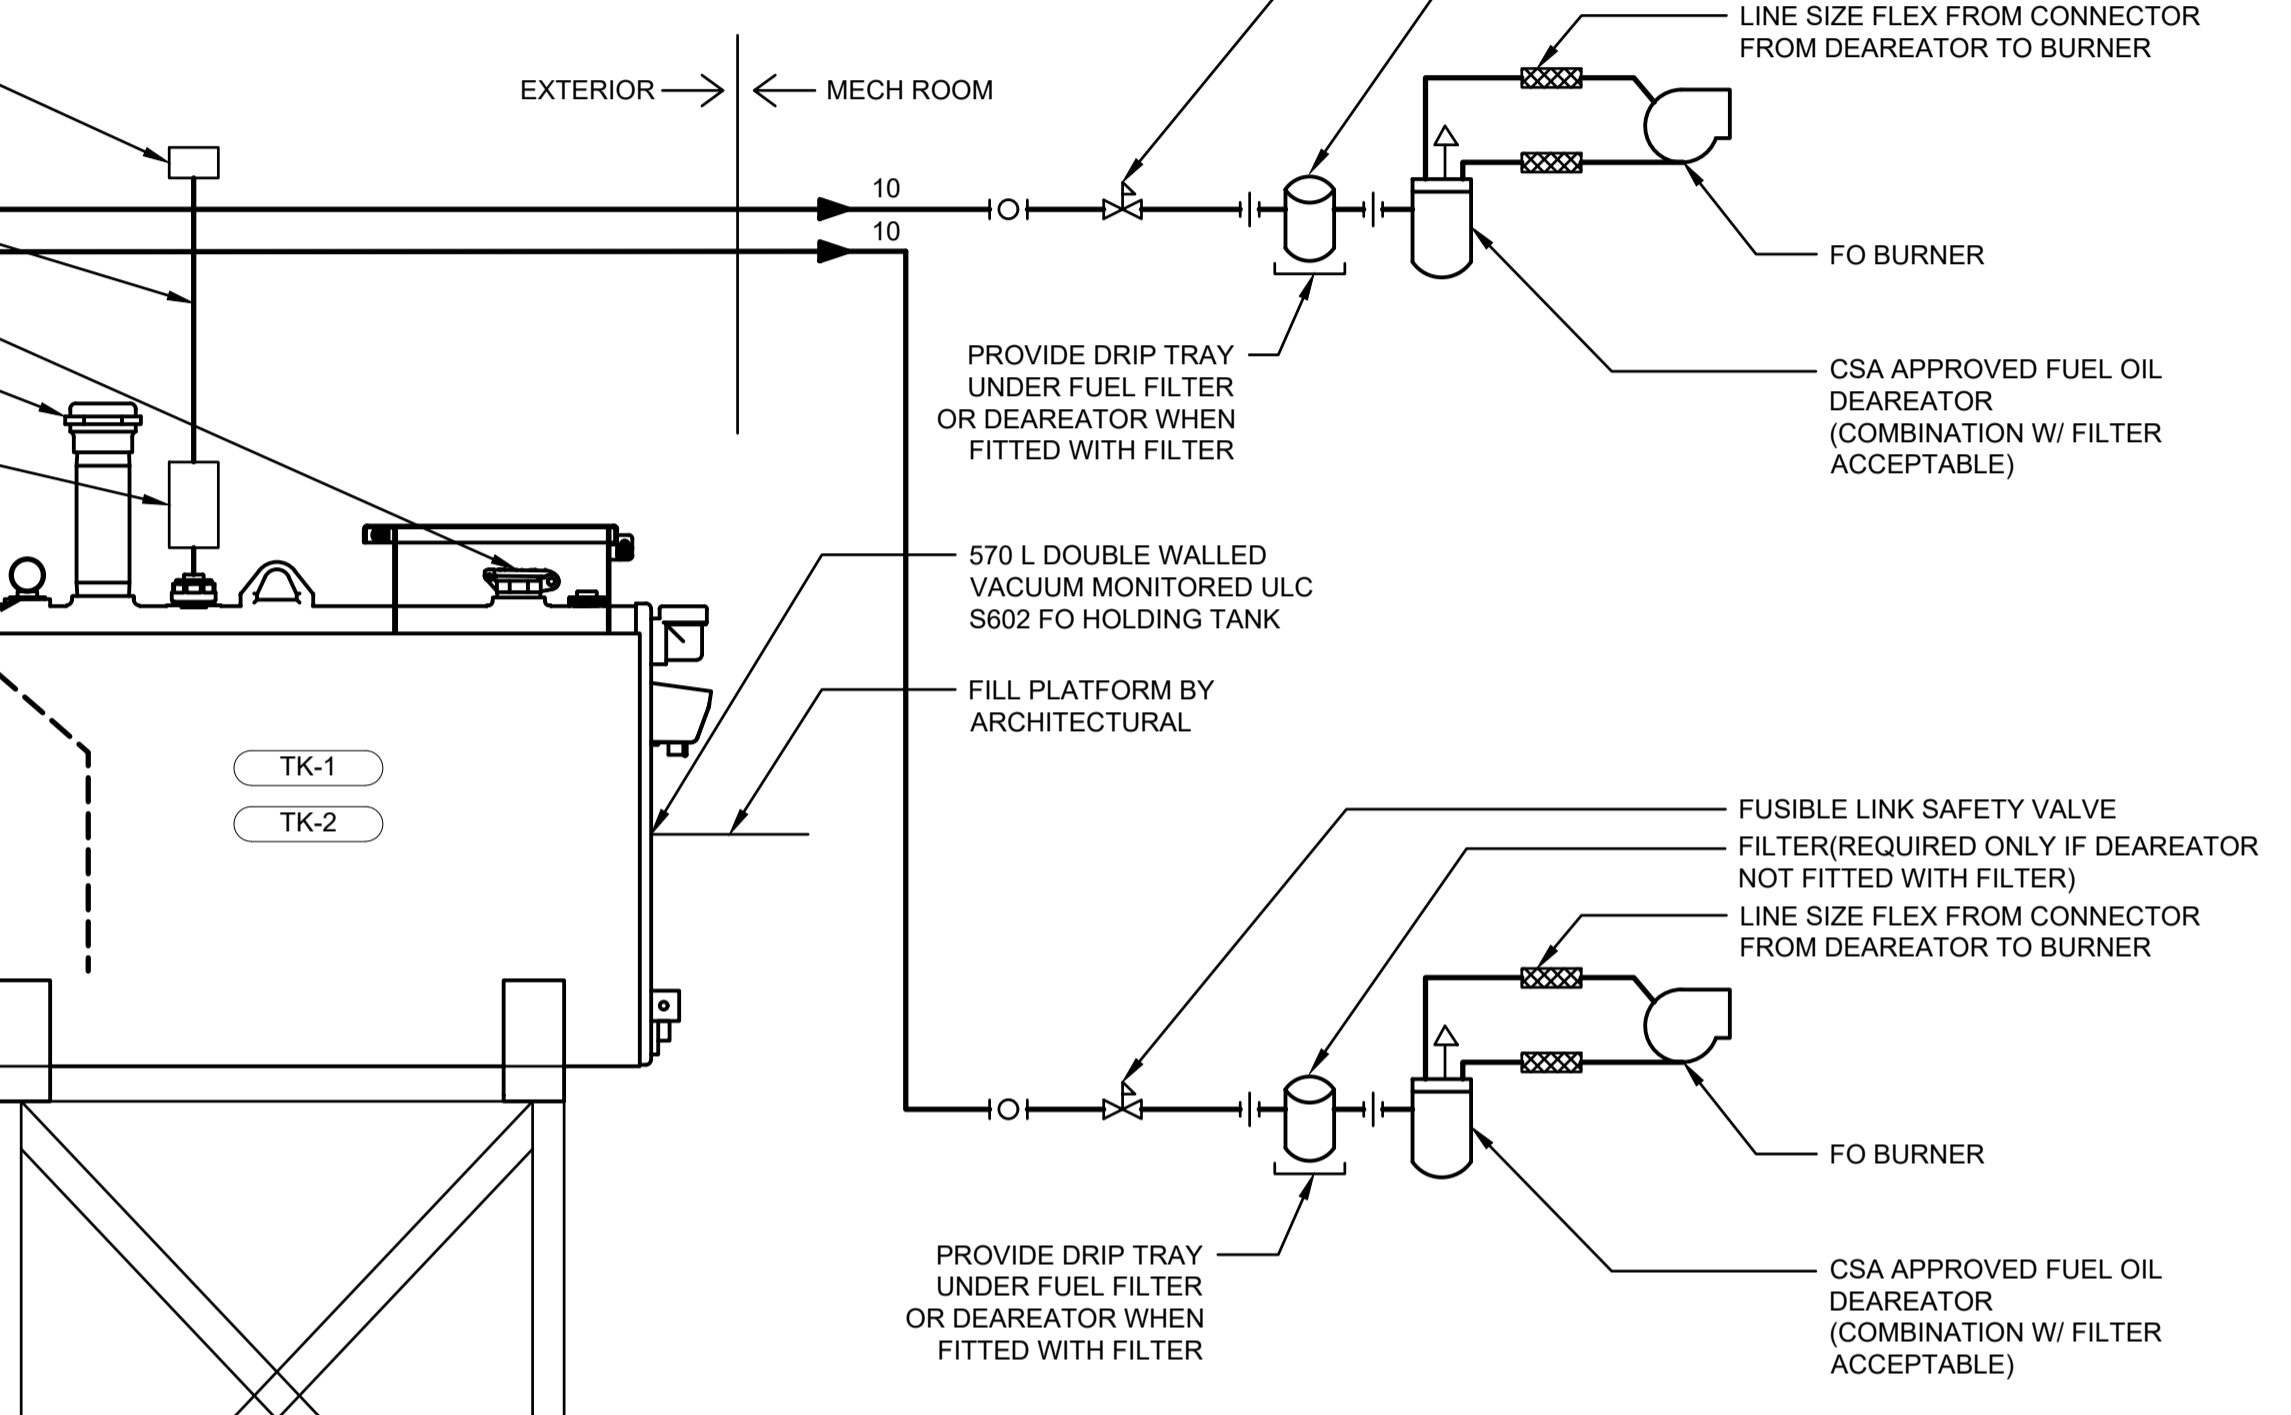 LINE SIZE FLEX FROM CONNECTOR
FROM DEAREATOR TO BURNER
EXTERIOR
MECH ROOM
10
10
FO BURNER
PROVIDE DRIP TRAY
UNDER FUEL FILTER
OR DEAREATOR WHEN
FITTED WITH FILTER
CSA APPROVED FUEL OIL
DEAREATOR
(COMBINATION W/ FILTER
ACCEPTABLE)
570 L DOUBLE WALLED
VACUUM MONITORED ULC
S602 FO HOLDING TANK
FILL PLATFORM BY
ARCHITECTURAL
TK-1
TK-2
FUSIBLE LINK SAFETY VALVE
FILTER(REQUIRED ONLY IF DEAREATOR
NOT FITTED WITH FILTER)
LINE SIZE FLEX FROM CONNECTOR
FROM DEAREATOR TO BURNER
FO BURNER
PROVIDE DRIP TRAY
UNDER FUEL FILTER
OR DEAREATOR WHEN
FITTED WITH FILTER
CSA APPROVED FUEL OIL
DEAREATOR
(COMBINATION W/ FILTER
ACCEPTABLE)